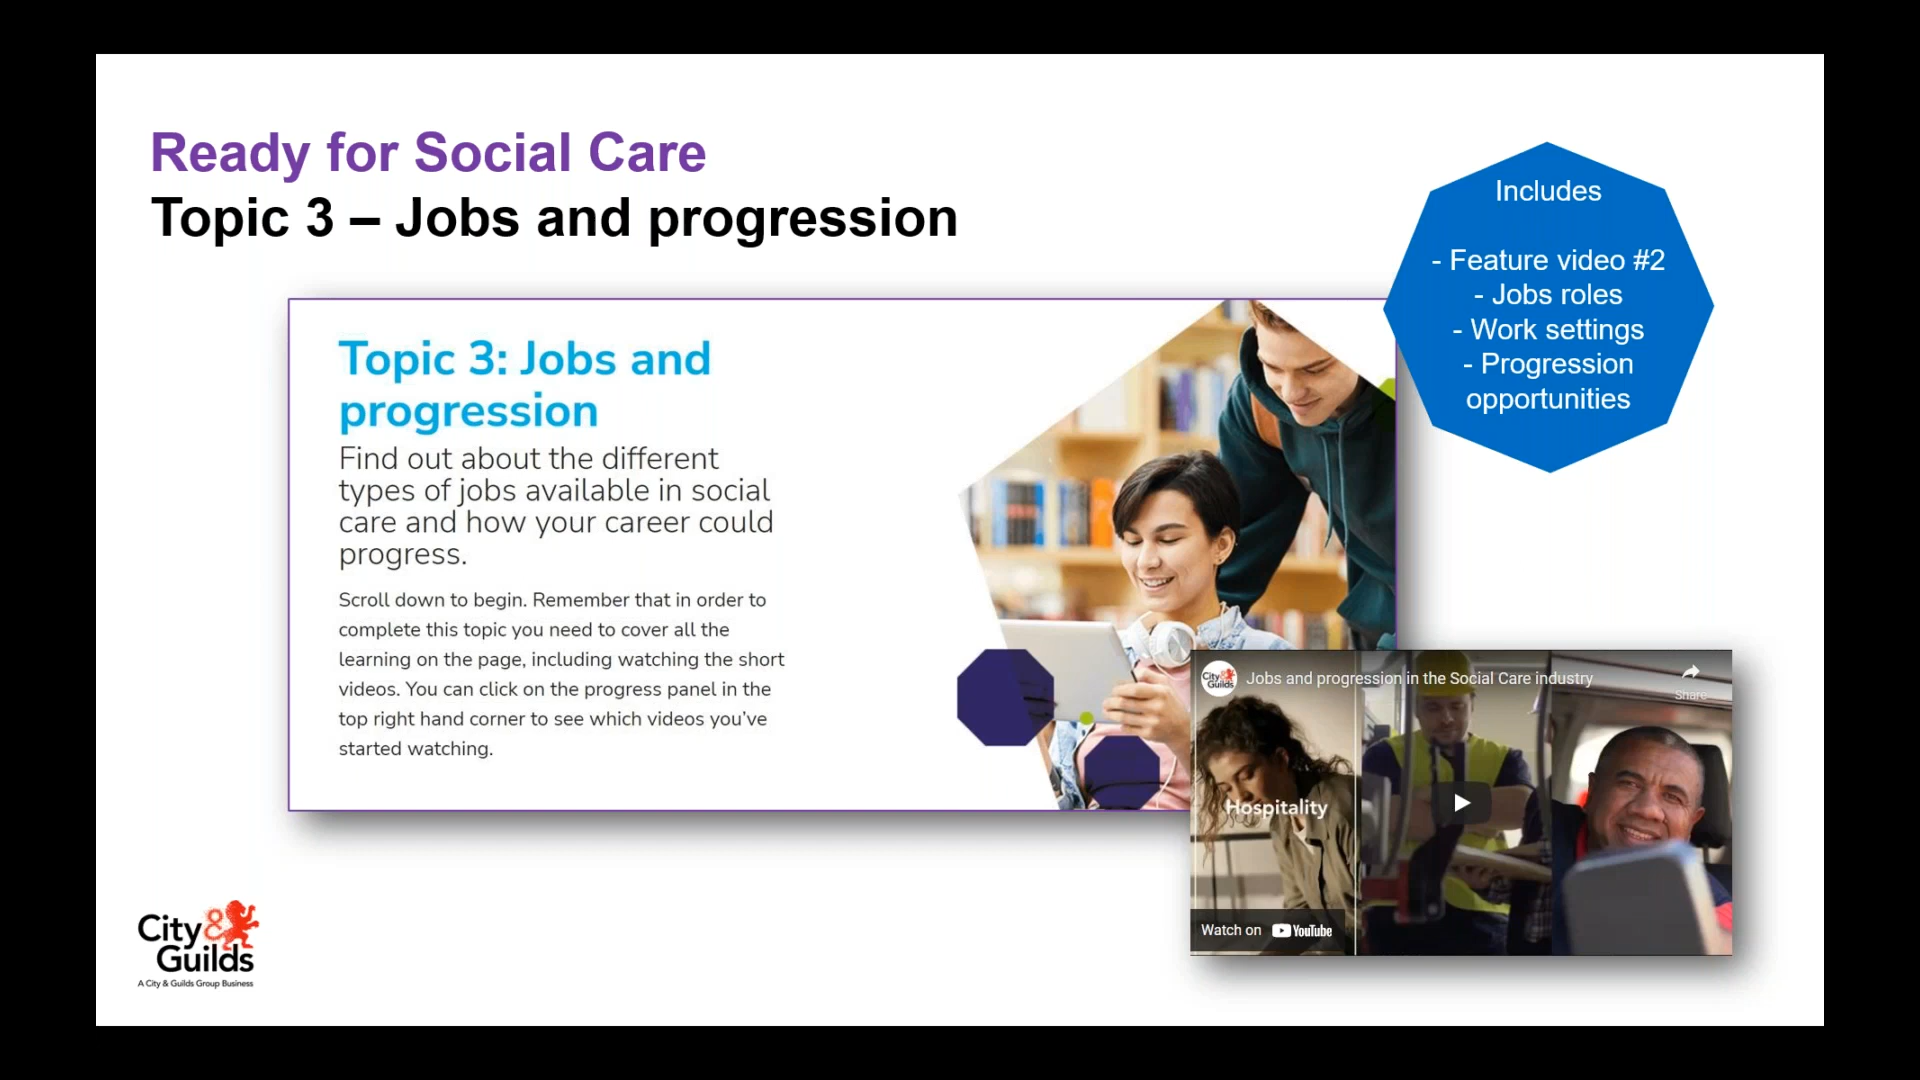 Ready for Social Care
Topic 3 – Jobs and progression
Includes
- Feature video #2
- Jobs roles
- Work settings
- Progression
opportunities
Topic 3: Jobs and
progression
Find out about the different
types of jobs available in social
care and how your career could
progress.
Scroll down to begin. Remember that in order to
complete this topic you need to cover all the
learning on the page, including watching the short
videos. You can click on the progress panel in the
top right hand corner to see which videos you’ve
started watching.
City & Guilds
Jobs and progression in the Social Care industry
Share
Hospitality
Watch on YouTube
City &
Guilds
A City & Guilds Group Business